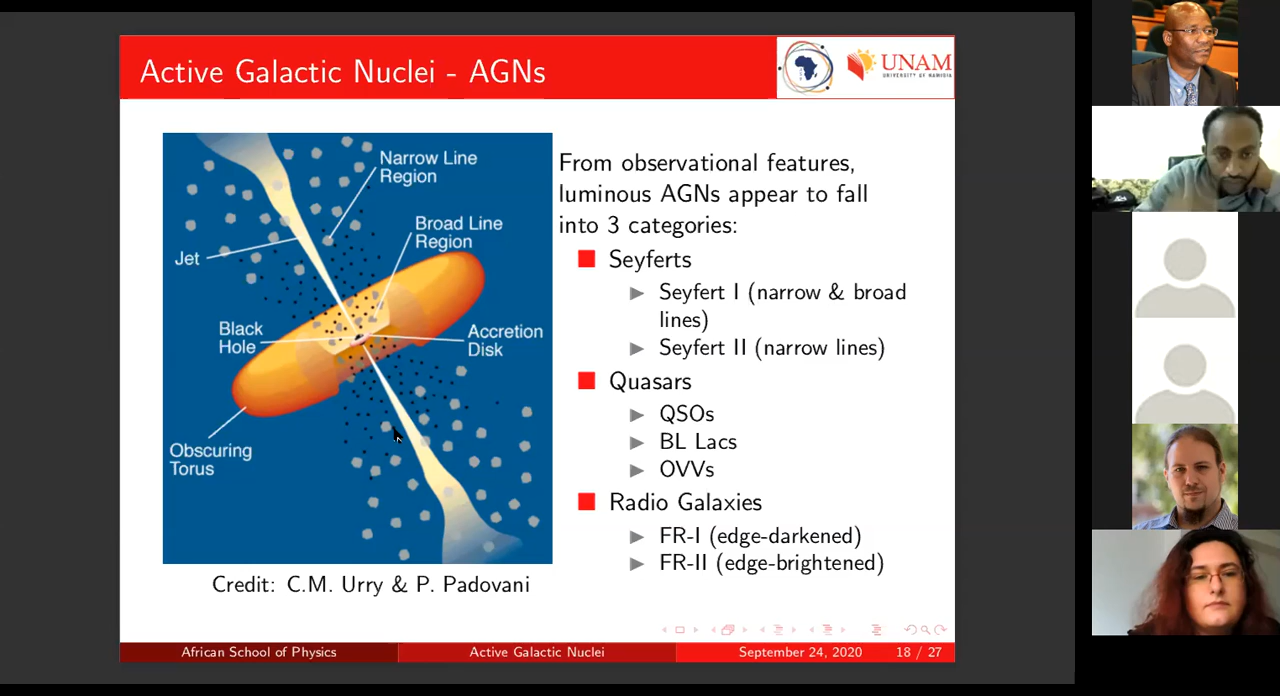 Active Galactic Nuclei - AGNs
UNAM
UNIVERSITY OF NAMIBIA
Narrow Line
Region
Broad Line
Region
Jet
Black
Hole
Accretion
Disk
Obscuring
Torus
Credit: C.M. Urry & P. Padovani
From observational features,
luminous AGNs appear to fall
into 3 categories:
Seyferts
Seyfert I (narrow & broad
lines)
Seyfert II (narrow lines)
Quasars
QSOs
BL Lacs
OVVs
Radio Galaxies
FR-I (edge-darkened)
FR-II (edge-brightened)
African School of Physics
Active Galactic Nuclei
September 24, 2020
18 / 27